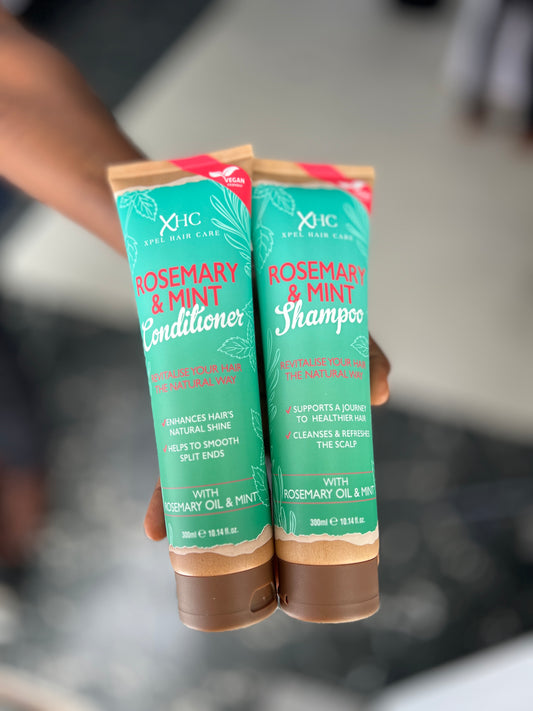 VEGAN
XHC
XPEL HAIR CARE
ROSEMARY
& MINT
Conditioner
REVITALISE YOUR HAIR
THE NATURAL WAY
✓ENHANCES HAIR'S
NATURAL SHINE
✓HELPS TO SMOOTH
SPLIT ENDS
WITH
ROSEMARY OIL & MINT
300ml ℮ 10.14 fl.oz.
XHC
XPEL HAIR CARE
ROSEMARY
& MINT
Shampoo
REVITALISE YOUR HAIR
THE NATURAL WAY
✓SUPPORTS A JOURNEY
TO HEALTHIER HAIR
✓CLEANSES & REFRESHES
THE SCALP
WITH
ROSEMARY OIL & MINT
300ml ℮ 10.14 fl.oz.